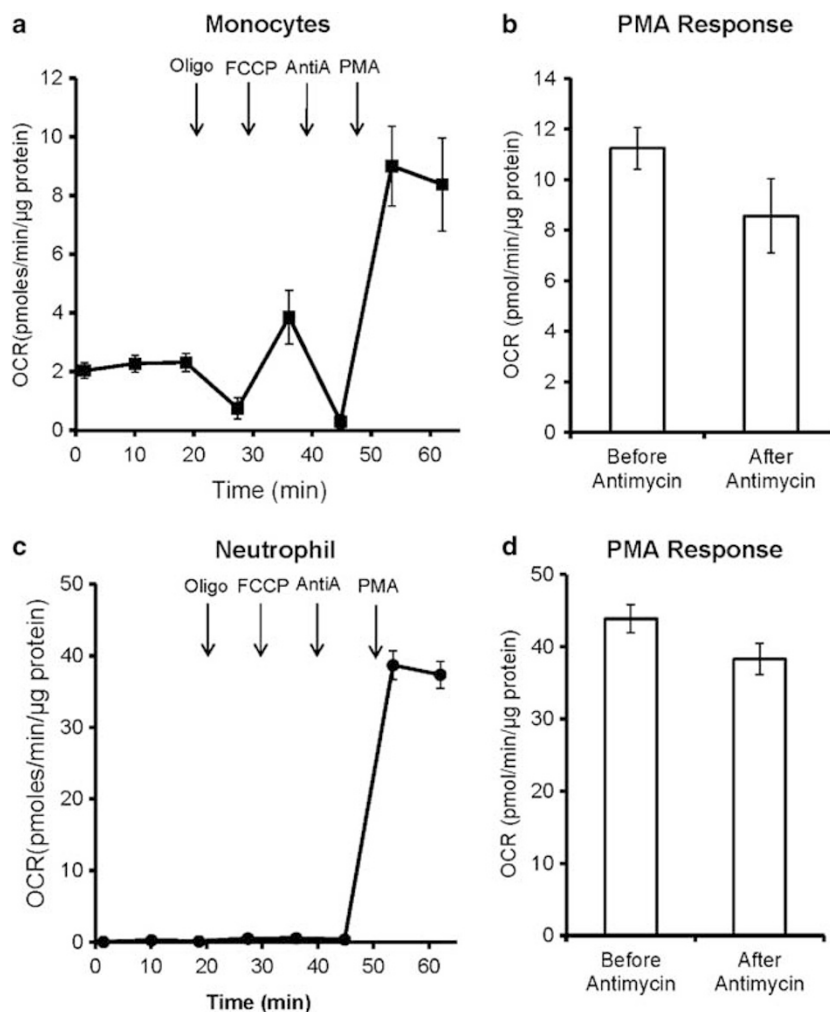 a
Monocytes
Oligo FCCP AntiA PMA
12
10
8
6
4
2
0
OCR(pmoles/min/µg protein)
0 10 20 30 40 50 60
Time (min)
b
PMA Response
14
12
10
8
6
4
2
0
OCR (pmol/min/µg protein)
Before
Antimycin
After
Antimycin
c
Neutrophil
Oligo FCCP AntiA PMA
50
40
30
20
10
0
OCR(pmoles/min/µg protein)
0 10 20 30 40 50 60
Time (min)
d
PMA Response
50
40
30
20
10
0
OCR (pmol/min/µg protein)
Before
Antimycin
After
Antimycin